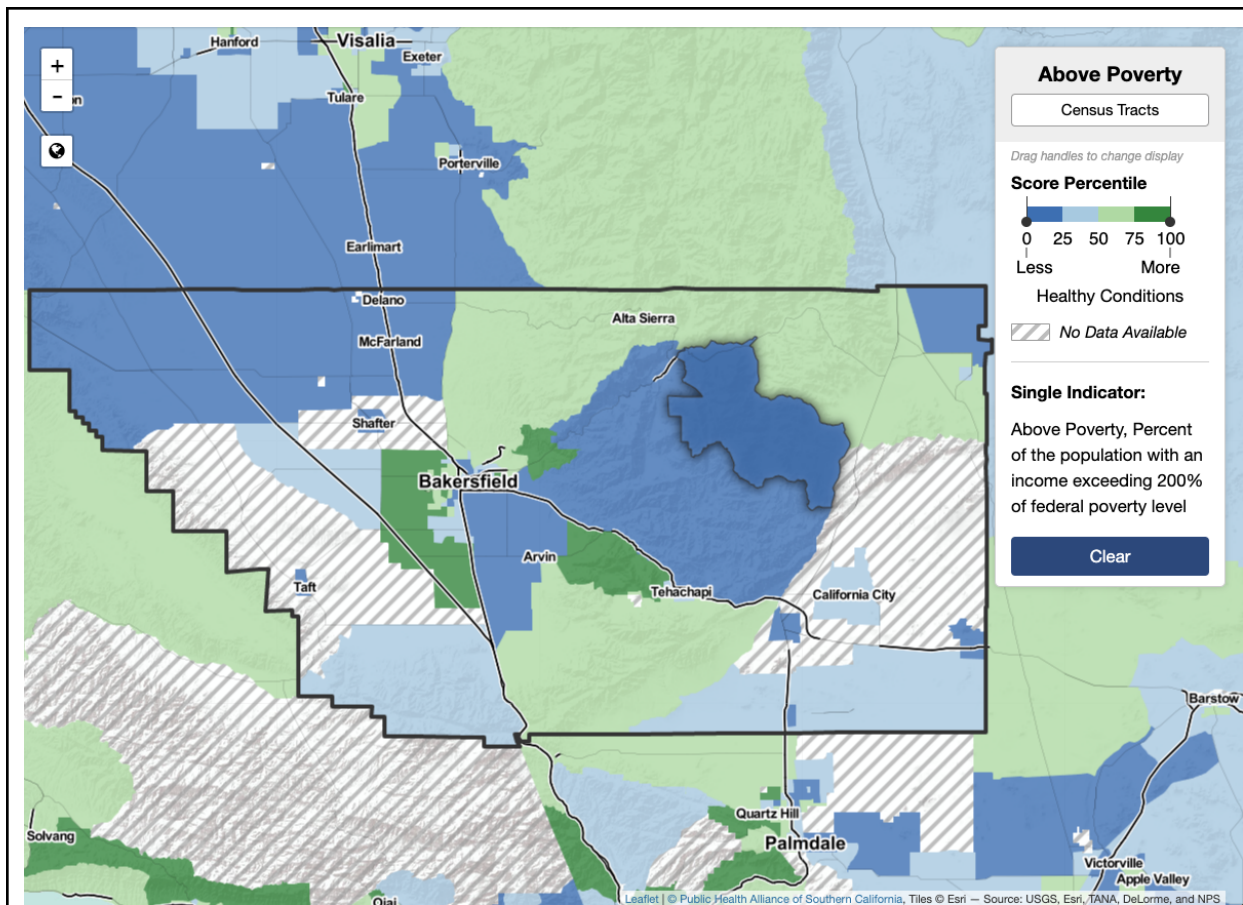 Hanford
Visalia
Exeter
Tulare
Porterville
Earlimart
Delano
McFarland
Alta Sierra
Shafter
Bakersfield
Arvin
Taft
Tehachapi
California City
Barstow
Quartz Hill
Palmdale
Solvang
Victorville
Apple Valley
Ojai
+
−
Above Poverty
Census Tracts
Drag handles to change display
Score Percentile
0 25 50 75 100
Less More
Healthy Conditions
No Data Available
Single Indicator:
Above Poverty, Percent
of the population with an
income exceeding 200%
of federal poverty level
Clear
Leaflet | © Public Health Alliance of Southern California, Tiles © Esri — Source: USGS, Esri, TANA, DeLorme, and NPS